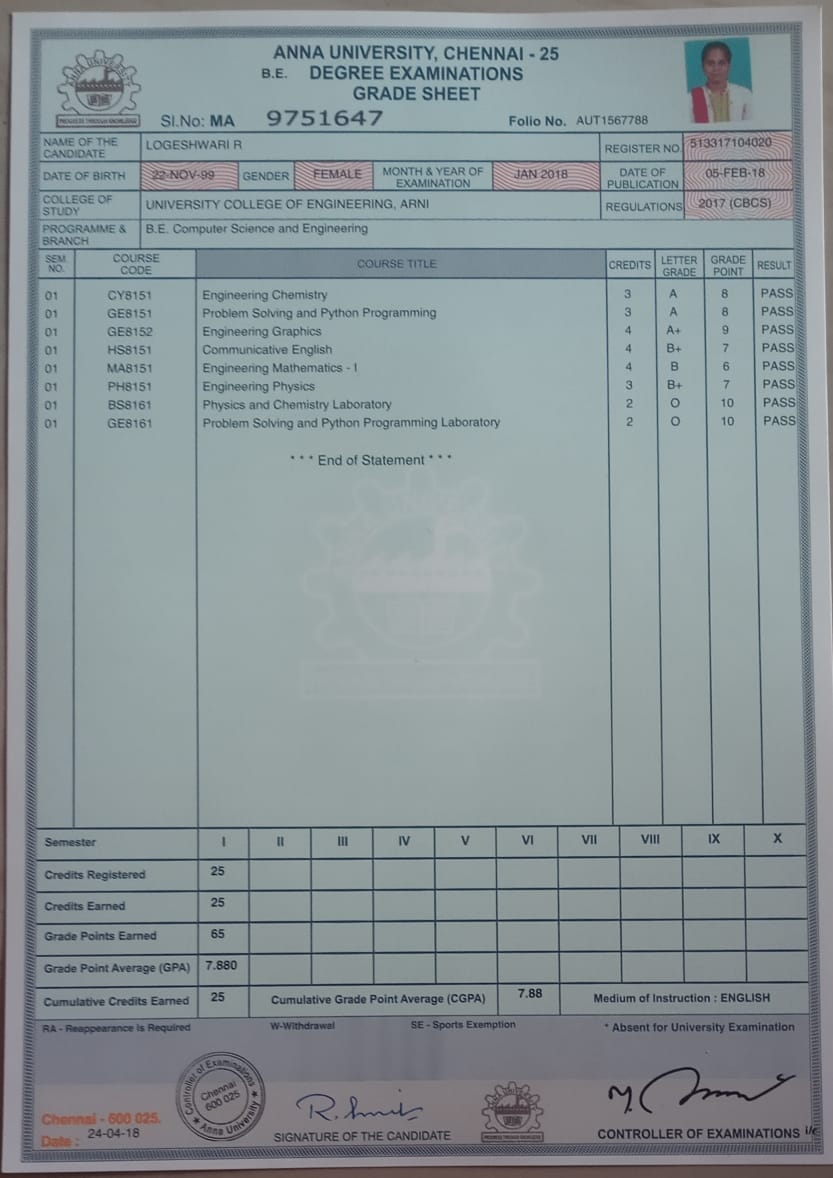 ANNA UNIVERSITY, CHENNAI - 25
B.E. DEGREE EXAMINATIONS
GRADE SHEET
ANNA UNIVERSITY
PROGRESS THROUGH KNOWLEDGE
Sl.No: MA 9751647 Folio No. AUT1567788
NAME OF THE CANDIDATE LOGESHWARI R REGISTER NO. 513317104020
DATE OF BIRTH 22-NOV-99 GENDER FEMALE MONTH & YEAR OF EXAMINATION JAN 2018 DATE OF PUBLICATION 05-FEB-18
COLLEGE OF STUDY UNIVERSITY COLLEGE OF ENGINEERING, ARNI REGULATIONS 2017 (CBCS)
PROGRAMME & BRANCH B.E. Computer Science and Engineering
SEM. NO. COURSE CODE COURSE TITLE CREDITS LETTER GRADE GRADE POINT RESULT
01 CY8151 Engineering Chemistry 3 A 8 PASS
01 GE8151 Problem Solving and Python Programming 3 A 8 PASS
01 GE8152 Engineering Graphics 4 A+ 9 PASS
01 HS8151 Communicative English 4 B+ 7 PASS
01 MA8151 Engineering Mathematics - I 4 B 6 PASS
01 PH8151 Engineering Physics 3 B+ 7 PASS
01 BS8161 Physics and Chemistry Laboratory 2 O 10 PASS
01 GE8161 Problem Solving and Python Programming Laboratory 2 O 10 PASS
* * * End of Statement * * *
Semester I II III IV V VI VII VIII IX X
Credits Registered 25
Credits Earned 25
Grade Points Earned 65
Grade Point Average (GPA) 7.880
Cumulative Credits Earned 25 Cumulative Grade Point Average (CGPA) 7.88 Medium of Instruction : ENGLISH
RA - Reappearance is Required W-Withdrawal SE - Sports Exemption * Absent for University Examination
Controller of Examinations
Chennai
600 025
* Anna University *
Chennai - 600 025.
Date : 24-04-18
SIGNATURE OF THE CANDIDATE
PROGRESS THROUGH KNOWLEDGE
CONTROLLER OF EXAMINATIONS i/c